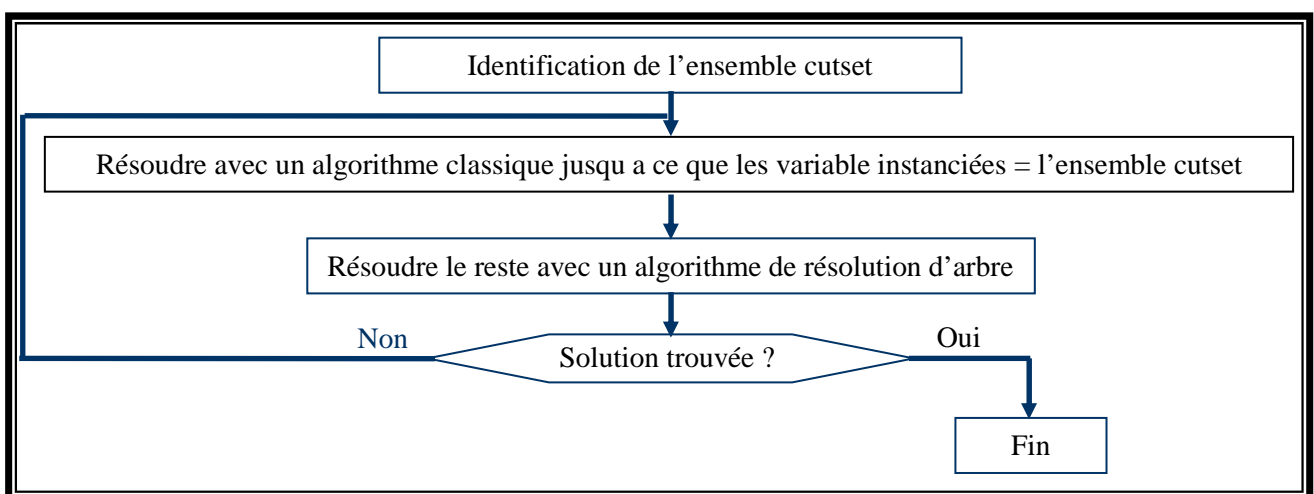 Identification de l’ensemble cutset
Résoudre avec un algorithme classique jusqu a ce que les variable instanciées = l’ensemble cutset
Résoudre le reste avec un algorithme de résolution d’arbre
Non
Solution trouvée ?
Oui
Fin